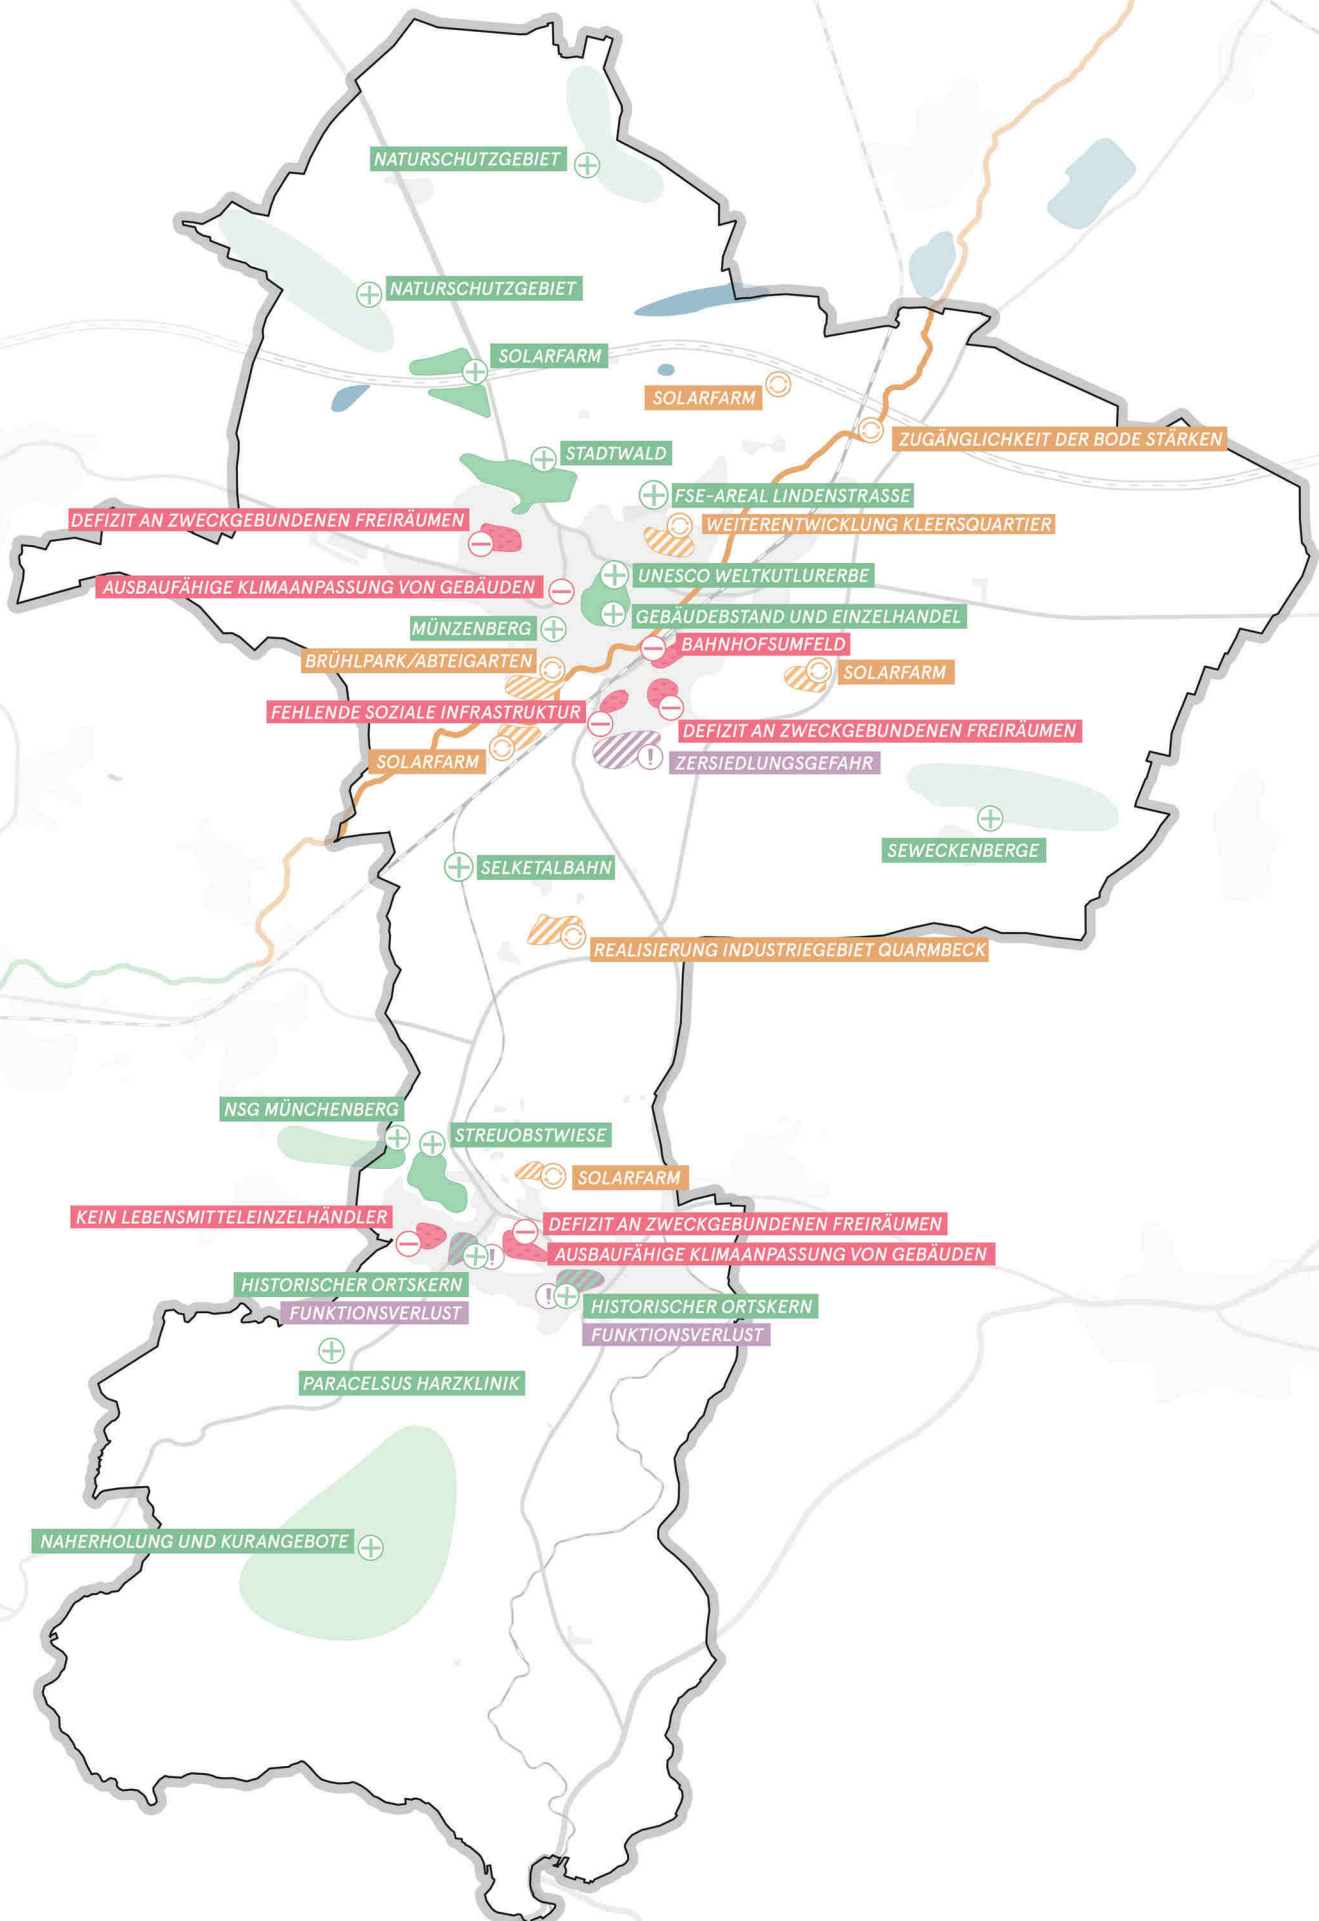 NATURSCHUTZGEBIET
NATURSCHUTZGEBIET
SOLARFARM
SOLARFARM
ZUGÄNGLICHKEIT DER BODE STÄRKEN
STADTWALD
FSE-AREAL LINDENSTRASSE
DEFIZIT AN ZWECKGEBUNDENEN FREIRÄUMEN
WEITERENTWICKLUNG KLEERSQUARTIER
UNESCO WELTKUTLURERBE
AUSBAUFÄHIGE KLIMAANPASSUNG VON GEBÄUDEN
GEBÄUDEBSTAND UND EINZELHANDEL
MÜNZENBERG
BAHNHOFSUMFELD
BRÜHLPARK/ABTEIGARTEN
SOLARFARM
FEHLENDE SOZIALE INFRASTRUKTUR
DEFIZIT AN ZWECKGEBUNDENEN FREIRÄUMEN
SOLARFARM
ZERSIEDLUNGSGEFAHR
SEWECKENBERGE
SELKETALBAHN
REALISIERUNG INDUSTRIEGEBIET QUARMBECK
NSG MÜNCHENBERG
STREUOBSTWIESE
SOLARFARM
KEIN LEBENSMITTELEINZELHÄNDLER
DEFIZIT AN ZWECKGEBUNDENEN FREIRÄUMEN
AUSBAUFÄHIGE KLIMAANPASSUNG VON GEBÄUDEN
HISTORISCHER ORTSKERN
FUNKTIONSVERLUST
HISTORISCHER ORTSKERN
FUNKTIONSVERLUST
PARACELSUS HARZKLINIK
NAHERHOLUNG UND KURANGEBOTE